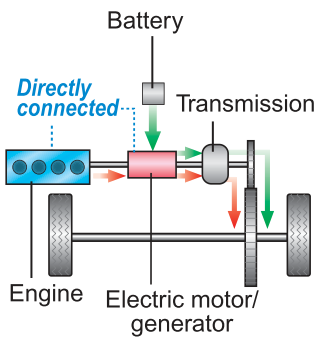 Battery
Directly
connected
Transmission
Engine
Electric motor/
generator